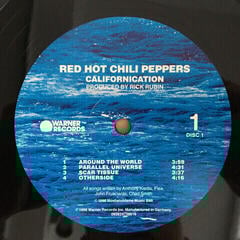 RED HOT CHILI PEPPERS
CALIFORNICATION
PRODUCED BY RICK RUBIN
WARNER
RECORDS
1
DISC 1
1 AROUND THE WORLD 3:59
2 PARALLEL UNIVERSE 4:31
3 SCAR TISSUE 3:37
4 OTHERSIDE 4:16
All songs written by Anthony Kiedis, Flea,
John Frusciante, Chad Smith